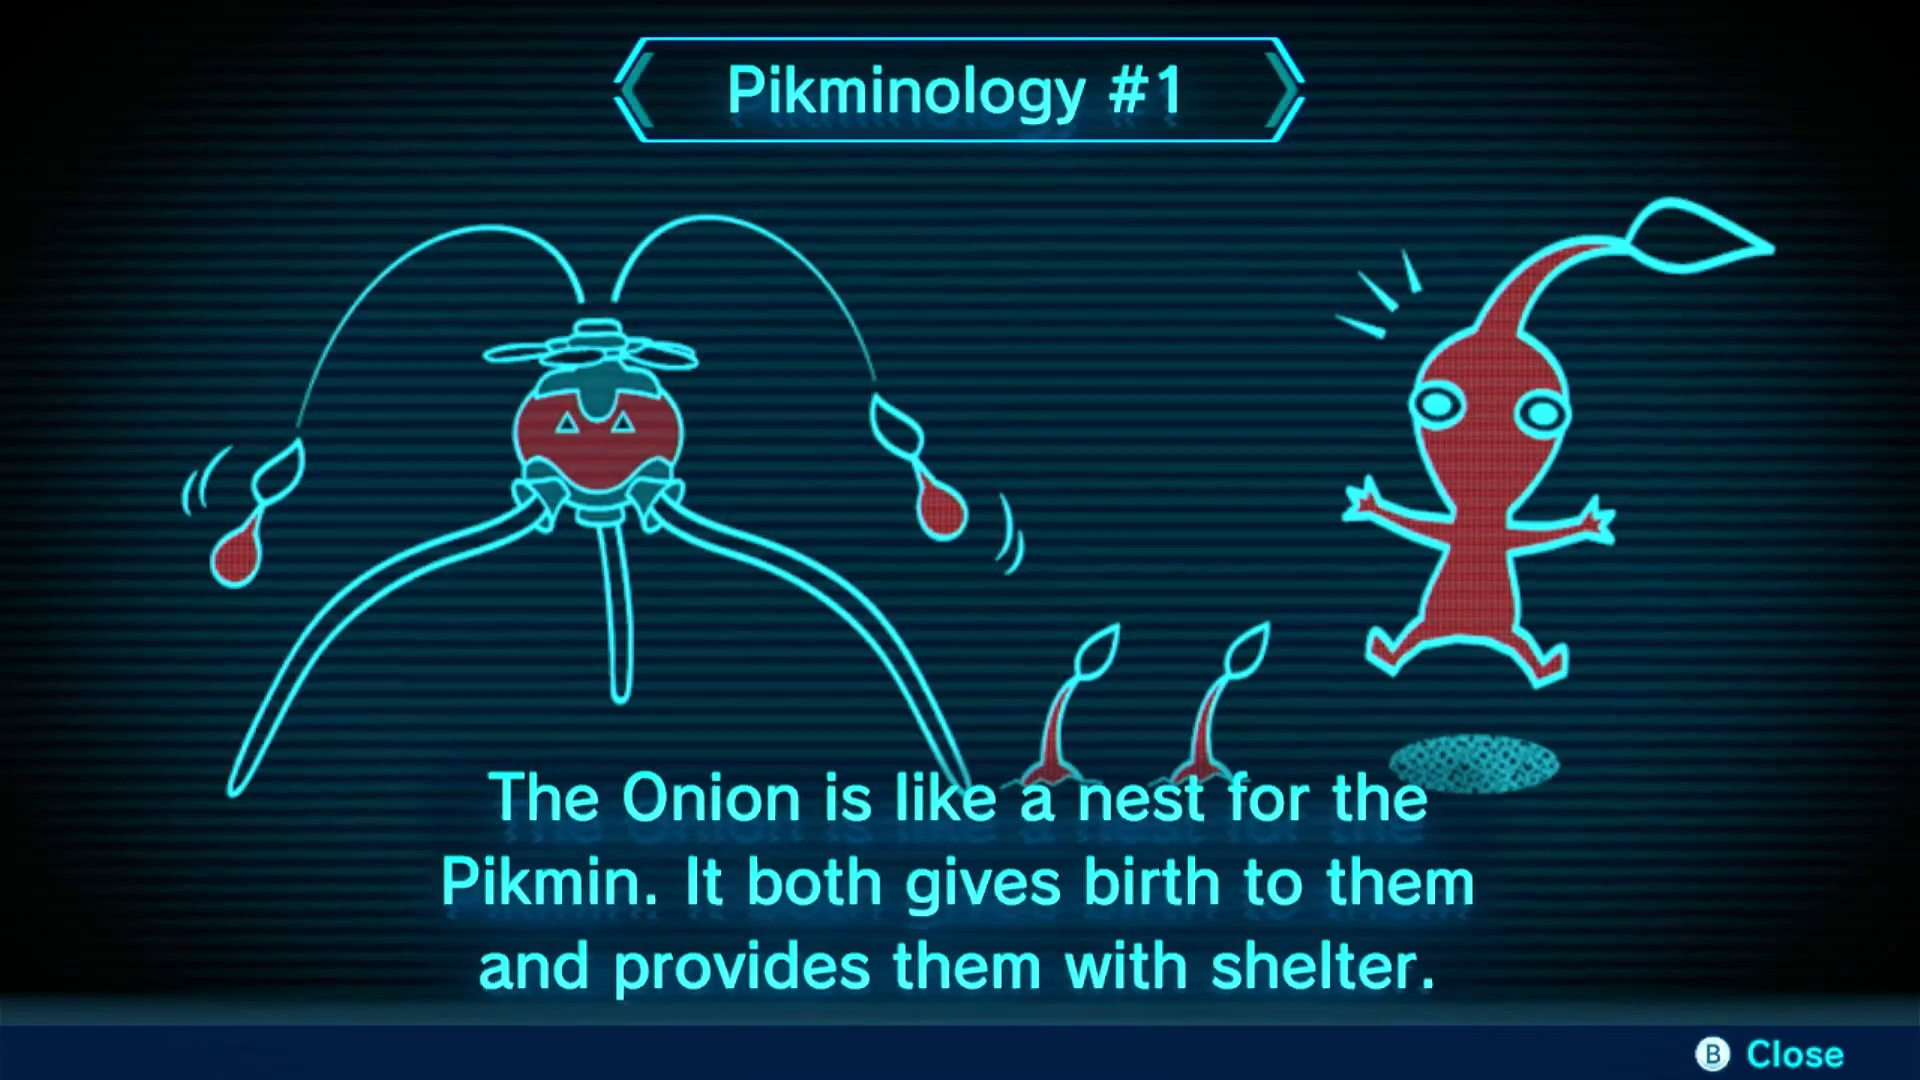 Pikminology #1
The Onion is like a nest for the
Pikmin. It both gives birth to them
and provides them with shelter.
B Close